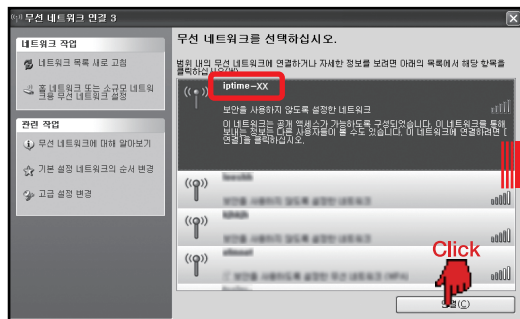 무선 네트워크 연결 3
네트워크 작업
네트워크 목록 새로 고침
홈 네트워크 또는 소규모 네트워
크용 무선 네트워크 설정
관련 작업
무선 네트워크에 대해 알아보기
기본 설정 네트워크의 순서 변경
고급 설정 변경
무선 네트워크를 선택하십시오.
범위 내의 무선 네트워크에 연결하거나 자세한 정보를 보려면 아래의 목록에서 해당 항목을
클릭하십시오(W).
iptime-XX
보안을 사용하지 않도록 설정한 네트워크
이 네트워크는 공개 액세스가 가능하도록 구성되었습니다. 이 네트워크를 통해
보내는 정보는 다른 사용자들이 볼 수도 있습니다. 이 네트워크에 연결하려면 [
연결]을 클릭하십시오.
Click
(C)